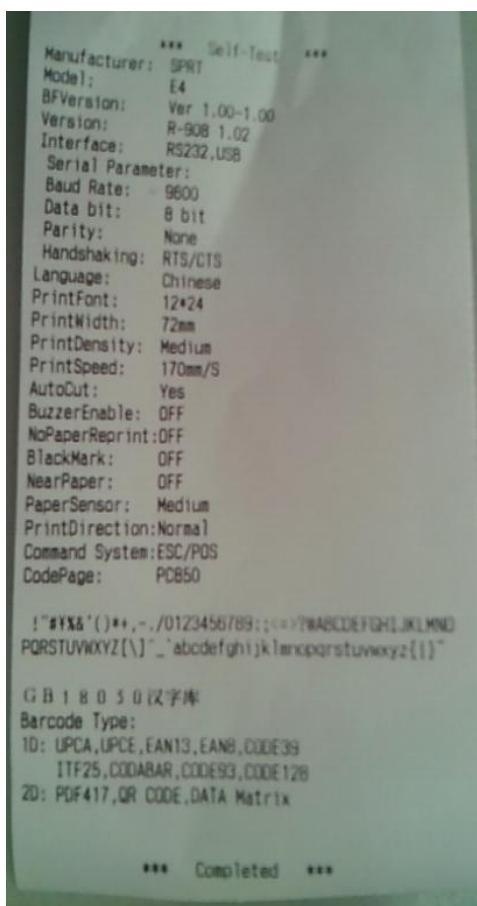 *** Self-Test ***
Manufacturer: SPRT
Model: E4
BFVersion: Ver 1.00-1.00
Version: R-908 1.02
Interface: RS232,USB
Serial Parameter:
Baud Rate: 9600
Data bit: 8 bit
Parity: None
Handshaking: RTS/CTS
Language: Chinese
PrintFont: 12*24
PrintWidth: 72mm
PrintDensity: Medium
PrintSpeed: 170mm/S
AutoCut: Yes
BuzzerEnable: OFF
NoPaperReprint:OFF
BlackMark: OFF
NearPaper: OFF
PaperSensor: Medium
PrintDirection:Normal
Command System:ESC/POS
CodePage: PC850
!"#¥%&'()*+,-./0123456789:;<=>?@ABCDEFGHIJKLMNO
PQRSTUVWXYZ[\]^_`abcdefghijklmnopqrstuvwxyz{|}~
GB18030汉字库
Barcode Type:
1D: UPCA,UPCE,EAN13,EAN8,CODE39
ITF25,CODABAR,CODE93,CODE128
2D: PDF417,QR CODE,DATA Matrix
*** Completed ***